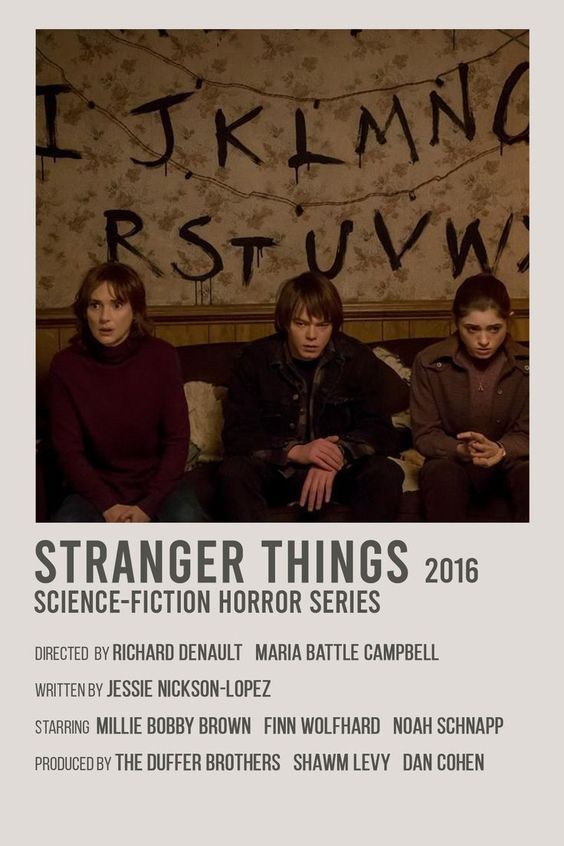 I J K L M N O
R S T U V W X
STRANGER THINGS 2016
SCIENCE-FICTION HORROR SERIES
DIRECTED BY RICHARD DENAULT MARIA BATTLE CAMPBELL
WRITTEN BY JESSIE NICKSON-LOPEZ
STARRING MILLIE BOBBY BROWN FINN WOLFHARD NOAH SCHNAPP
PRODUCED BY THE DUFFER BROTHERS SHAWM LEVY DAN COHEN